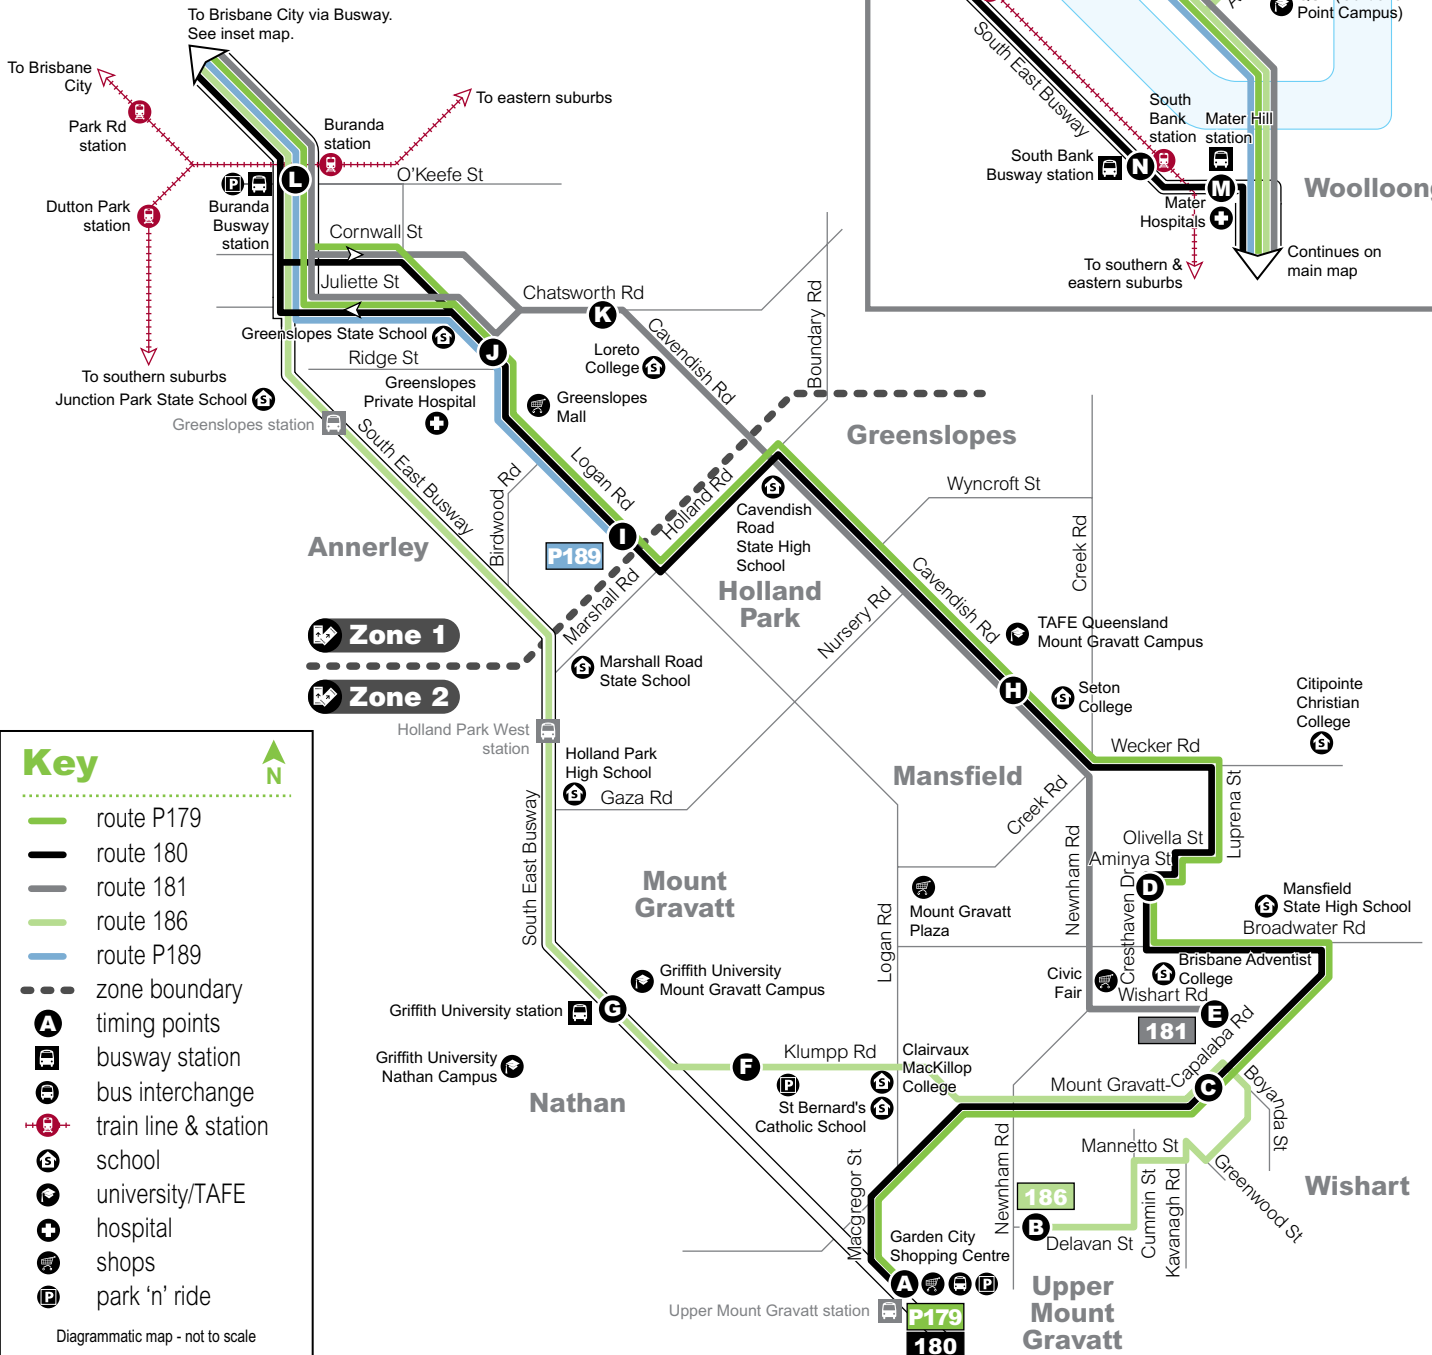 To Brisbane City via Busway.
See inset map.
To Brisbane
City
Park Rd
station
Buranda
station
To eastern suburbs
O'Keefe St
L
P
Buranda
Busway
station
Dutton Park
station
Cornwall St
Juliette St
Chatsworth Rd
K
Greenslopes State School
J
Ridge St
Loreto
College
Cavendish Rd
Boundary Rd
To southern suburbs
Junction Park State School
Greenslopes
Private Hospital
Greenslopes
Mall
Greenslopes station
South East Busway
Logan Rd
Birdwood Rd
Holland Rd
Greenslopes
Wyncroft St
Creek Rd
Cavendish
Road
State High
School
Annerley
P189
I
Marshall Rd
Holland
Park
Nursery Rd
Cavendish Rd
TAFE Queensland
Mount Gravatt Campus
Zone 1
Zone 2
Marshall Road
State School
H
Seton
College
Citipointe
Christian
College
Holland Park West
station
Holland Park
High School
Gaza Rd
South East Busway
Wecker Rd
Mansfield
Creek Rd
Luprena St
Olivella St
Aminya St
D
Cresthaven Dr
Newnham Rd
Mount
Gravatt
Mount Gravatt
Plaza
Logan Rd
Mansfield
State High School
Broadwater Rd
Brisbane Adventist
College
Civic
Fair
Wishart Rd
E
181
Griffith University
Mount Gravatt Campus
Griffith University station
G
Griffith University
Nathan Campus
F
Klumpp Rd
P
Clairvaux
MacKillop
College
St Bernard's
Catholic School
Nathan
Mount Gravatt-Capalaba Rd
C
Boyanda St
Mannetto St
Greenwood St
Wishart
Newnham Rd
186
B
Delavan St
Cummin St
Kavanagh Rd
Macgregor St
Garden City
Shopping Centre
A
P
Upper Mount Gravatt station
P179
180
Upper
Mount
Gravatt
Point Campus)
South East Busway
South
Bank
station
Mater Hill
station
South Bank
Busway station
N
M
Mater
Hospitals
To southern &
eastern suburbs
Continues on
main map
Key
N
route P179
route 180
route 181
route 186
route P189
zone boundary
A timing points
busway station
bus interchange
train line & station
school
university/TAFE
hospital
shops
P park 'n' ride
Diagrammatic map - not to scale